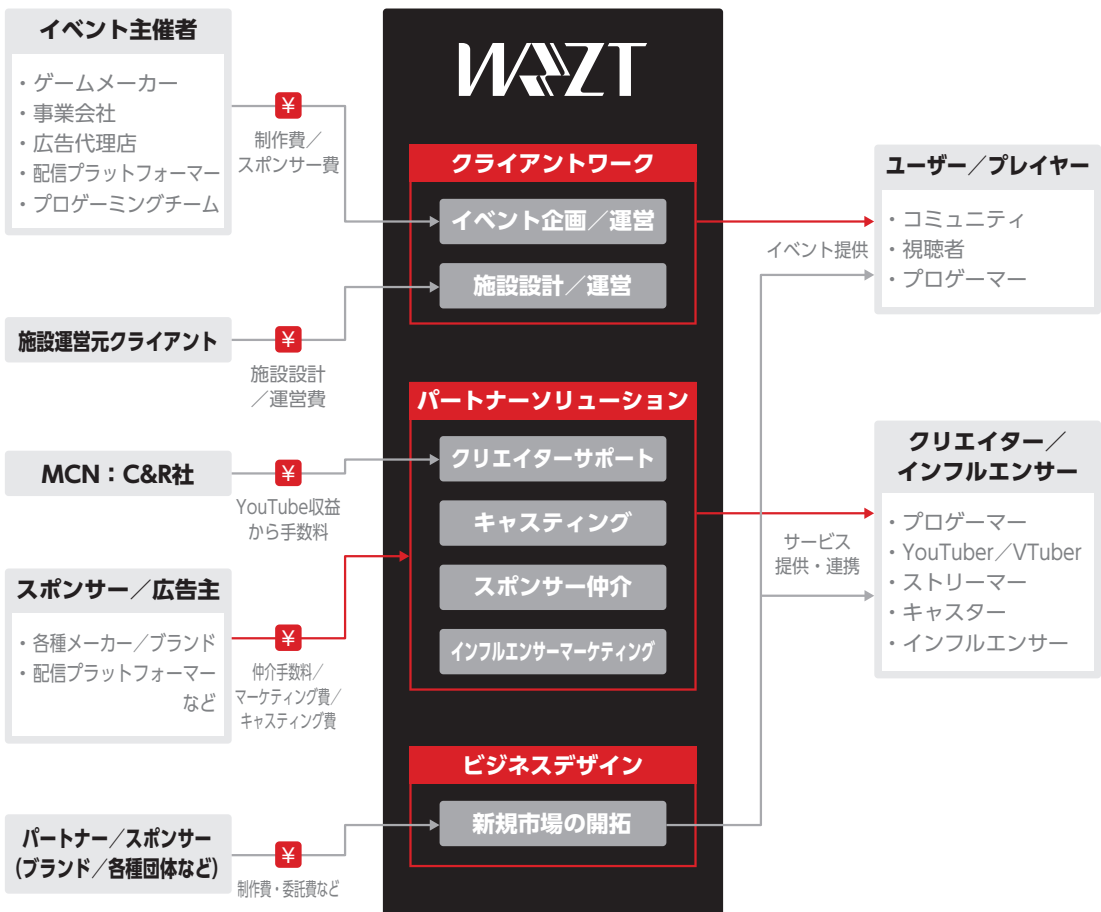 イベント主催者
・ゲームメーカー
・事業会社
・広告代理店
・配信プラットフォーマー
・プロゲーミングチーム
¥
制作費／
スポンサー費
施設運営元クライアント
¥
施設設計
／運営費
MCN：C&R社
¥
YouTube収益
から手数料
スポンサー／広告主
・各種メーカー／ブランド
・配信プラットフォーマー
など
¥
仲介手数料／
マーケティング費／
キャスティング費
パートナー／スポンサー
(ブランド／各種団体など)
¥
制作費・委託費など
WRZT
クライアントワーク
イベント企画／運営
施設設計／運営
パートナーソリューション
クリエイターサポート
キャスティング
スポンサー仲介
インフルエンサーマーケティング
ビジネスデザイン
新規市場の開拓
イベント提供
サービス
提供・連携
ユーザー／プレイヤー
・コミュニティ
・視聴者
・プロゲーマー
クリエイター／
インフルエンサー
・プロゲーマー
・YouTuber／VTuber
・ストリーマー
・キャスター
・インフルエンサー